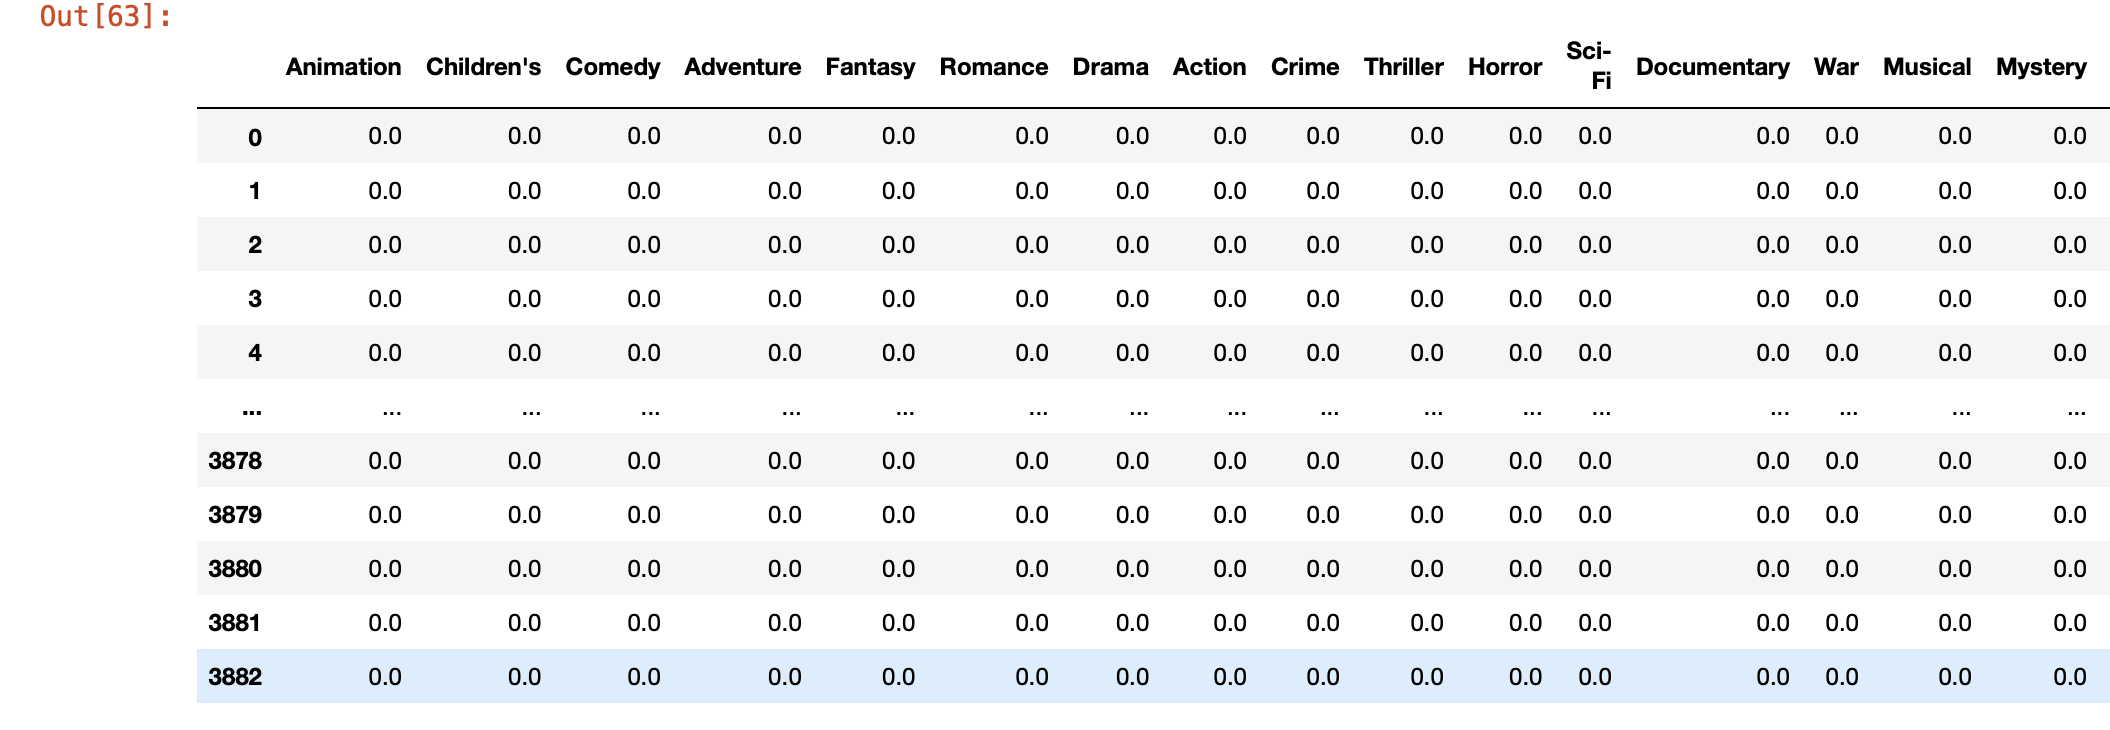 Out[63]:
Animation Children's Comedy Adventure Fantasy Romance Drama Action Crime Thriller Horror Sci-Fi Documentary War Musical Mystery
0 0.0 0.0 0.0 0.0 0.0 0.0 0.0 0.0 0.0 0.0 0.0 0.0 0.0 0.0 0.0 0.0
1 0.0 0.0 0.0 0.0 0.0 0.0 0.0 0.0 0.0 0.0 0.0 0.0 0.0 0.0 0.0 0.0
2 0.0 0.0 0.0 0.0 0.0 0.0 0.0 0.0 0.0 0.0 0.0 0.0 0.0 0.0 0.0 0.0
3 0.0 0.0 0.0 0.0 0.0 0.0 0.0 0.0 0.0 0.0 0.0 0.0 0.0 0.0 0.0 0.0
4 0.0 0.0 0.0 0.0 0.0 0.0 0.0 0.0 0.0 0.0 0.0 0.0 0.0 0.0 0.0 0.0
... ... ... ... ... ... ... ... ... ... ... ... ... ... ... ... ...
3878 0.0 0.0 0.0 0.0 0.0 0.0 0.0 0.0 0.0 0.0 0.0 0.0 0.0 0.0 0.0 0.0
3879 0.0 0.0 0.0 0.0 0.0 0.0 0.0 0.0 0.0 0.0 0.0 0.0 0.0 0.0 0.0 0.0
3880 0.0 0.0 0.0 0.0 0.0 0.0 0.0 0.0 0.0 0.0 0.0 0.0 0.0 0.0 0.0 0.0
3881 0.0 0.0 0.0 0.0 0.0 0.0 0.0 0.0 0.0 0.0 0.0 0.0 0.0 0.0 0.0 0.0
3882 0.0 0.0 0.0 0.0 0.0 0.0 0.0 0.0 0.0 0.0 0.0 0.0 0.0 0.0 0.0 0.0